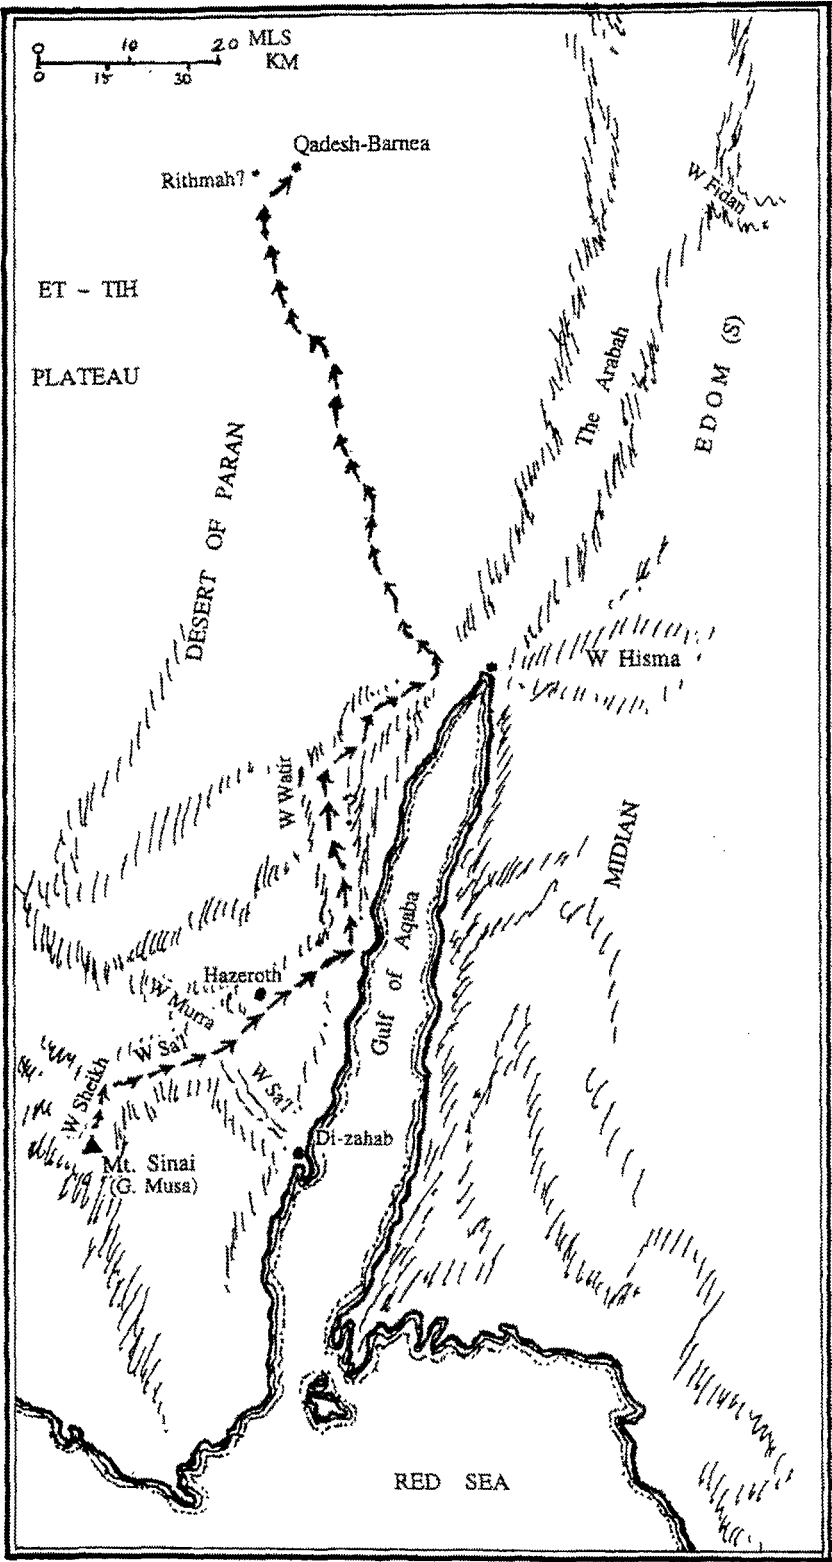 0 10 20 MLS
0 15 30 KM
Qadesh-Barnea
Rithmah?
W Fidan
ET - TIH
PLATEAU
EDOM (S)
The Arabah
DESERT OF PARAN
W Hisma
W Watir
MIDIAN
Gulf of Aqaba
Hazeroth
W Murra
W Sa'l
W Sheikh
W Sa'l
Di-zahab
Mt. Sinai
(G. Musa)
RED SEA